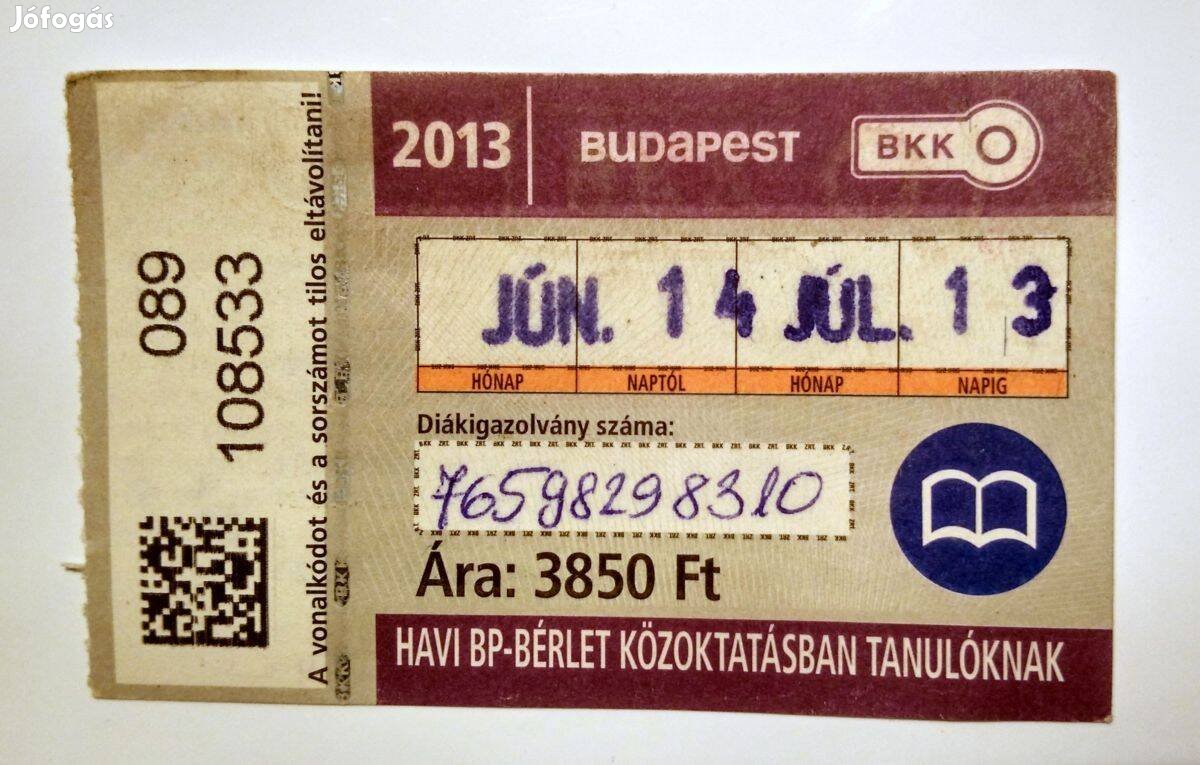 Jófogás
2013 BUDAPEST BKK
JÚN. 14 JÚL. 13
HÓNAP NAPTÓL HÓNAP NAPIG
Diákigazolvány száma:
76598298310
Ára: 3850 Ft
HAVI BP-BÉRLET KÖZOKTATÁSBAN TANULÓKNAK
089
108533
A vonalkódot és a sorszámot tilos eltávolítani!